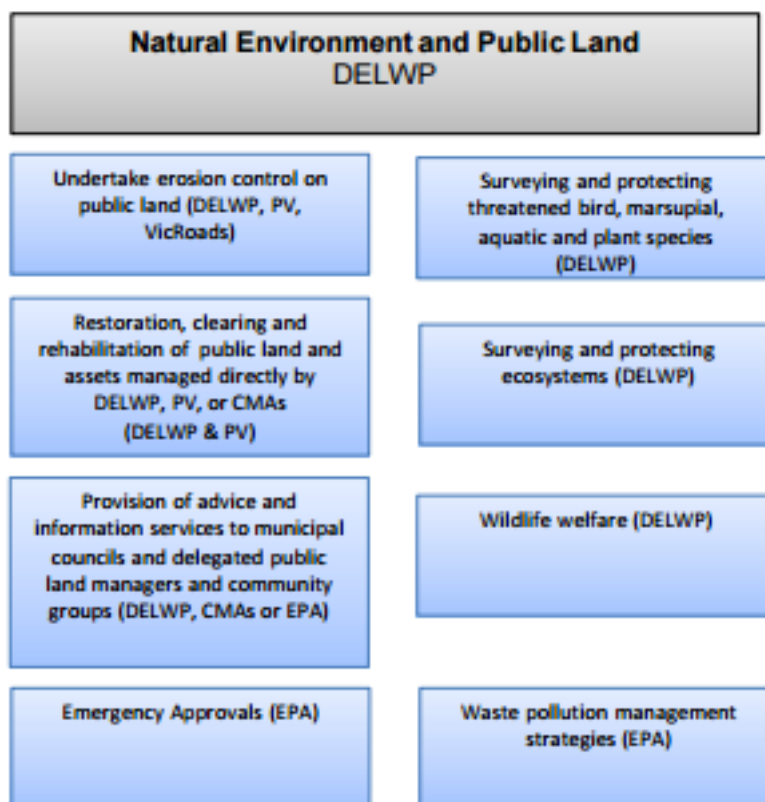 Natural Environment and Public Land
DELWP
Undertake erosion control on
public land (DELWP, PV,
VicRoads)
Surveying and protecting
threatened bird, marsupial,
aquatic and plant species
(DELWP)
Restoration, clearing and
rehabilitation of public land and
assets managed directly by
DELWP, PV, or CMAs
(DELWP & PV)
Surveying and protecting
ecosystems (DELWP)
Provision of advice and
information services to municipal
councils and delegated public
land managers and community
groups (DELWP, CMAs or EPA)
Wildlife welfare (DELWP)
Emergency Approvals (EPA)
Waste pollution management
strategies (EPA)